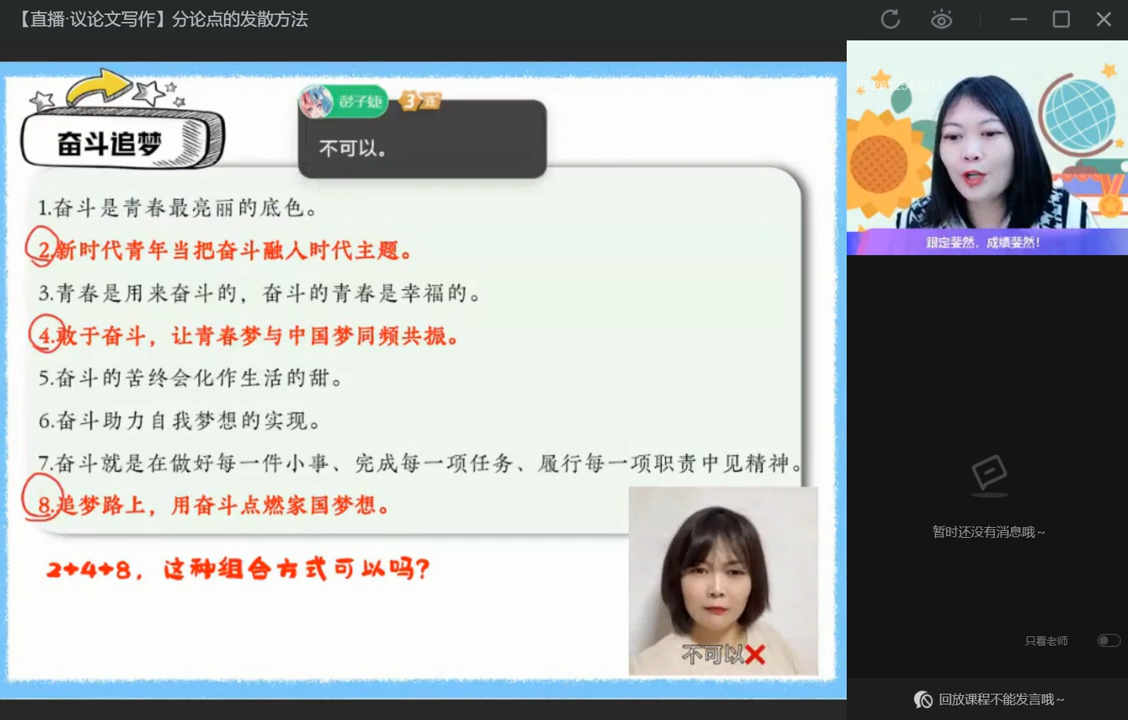 【直播·议论文写作】分论点的发散方法
奋斗追梦
彭子婕 3连
不可以。
1.奋斗是青春最亮丽的底色。
2.新时代青年当把奋斗融入时代主题。
3.青春是用来奋斗的，奋斗的青春是幸福的。
4.敢于奋斗，让青春梦与中国梦同频共振。
5.奋斗的苦终会化作生活的甜。
6.奋斗助力自我梦想的实现。
7.奋斗就是在做好每一件小事、完成每一项任务、履行每一项职责中见精神。
8.追梦路上，用奋斗点燃家国梦想。
2+4+8，这种组合方式可以吗？
不可以
跟定斐然，成绩斐然！
暂时还没有消息哦～
只看老师
回放课程不能发言哦～